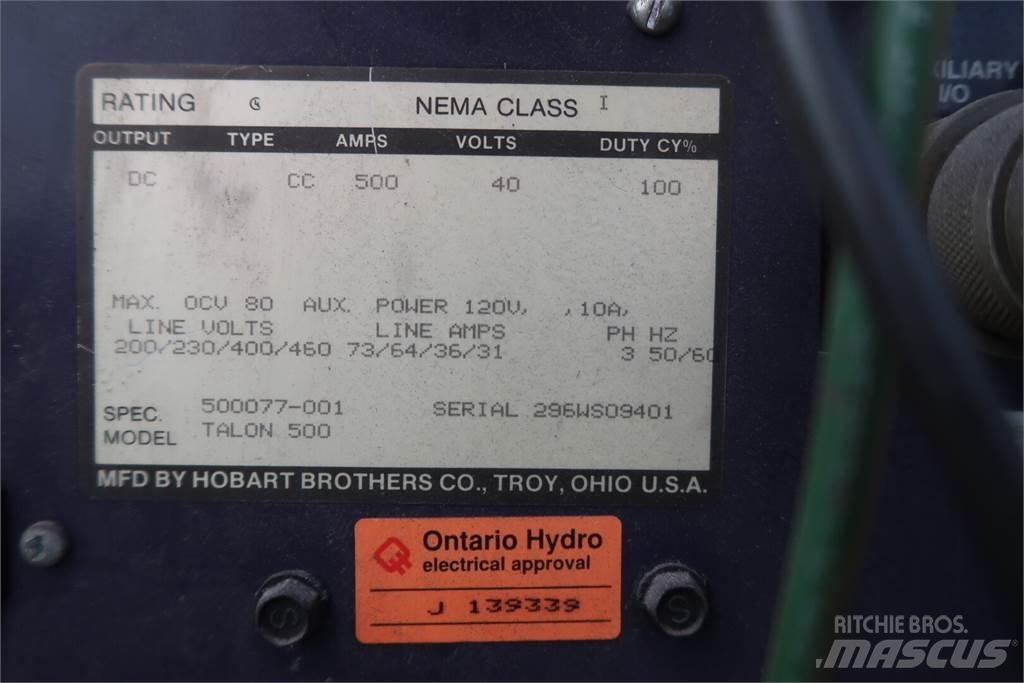 RATING NEMA CLASS I
OUTPUT TYPE AMPS VOLTS DUTY CY%
DC CC 500 40 100
MAX. OCV 80 AUX. POWER 120V, ,10A,
LINE VOLTS LINE AMPS PH HZ
200/230/400/460 73/64/36/31 3 50/60
SPEC. 500077-001 SERIAL 296WS09401
MODEL TALON 500
MFD BY HOBART BROTHERS CO., TROY, OHIO U.S.A.
Ontario Hydro
electrical approval
J 139339
ILIARY
I/O
S
S
RITCHIE BROS.
MASCUS